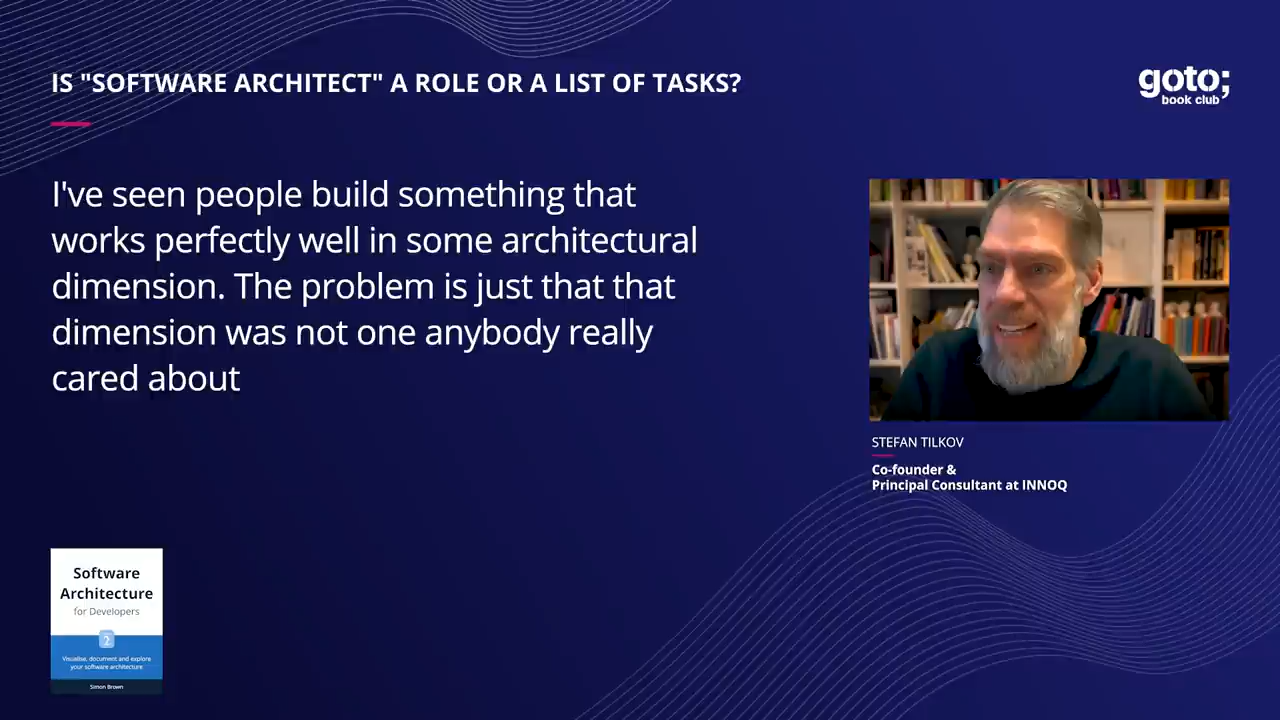 IS "SOFTWARE ARCHITECT" A ROLE OR A LIST OF TASKS?
goto;
book club
I've seen people build something that
works perfectly well in some architectural
dimension. The problem is just that that
dimension was not one anybody really
cared about
STEFAN TILKOV
Co-founder &
Principal Consultant at INNOQ
Software
Architecture
for Developers
2
Visualise, document and explore
your software architecture
Simon Brown